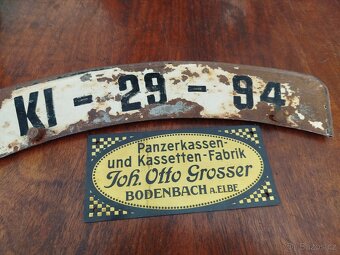 KI - 29 - 94
Panzerkassen-
und Kassetten-Fabrik
Joh. Otto Grosser
BODENBACH A.ELBE